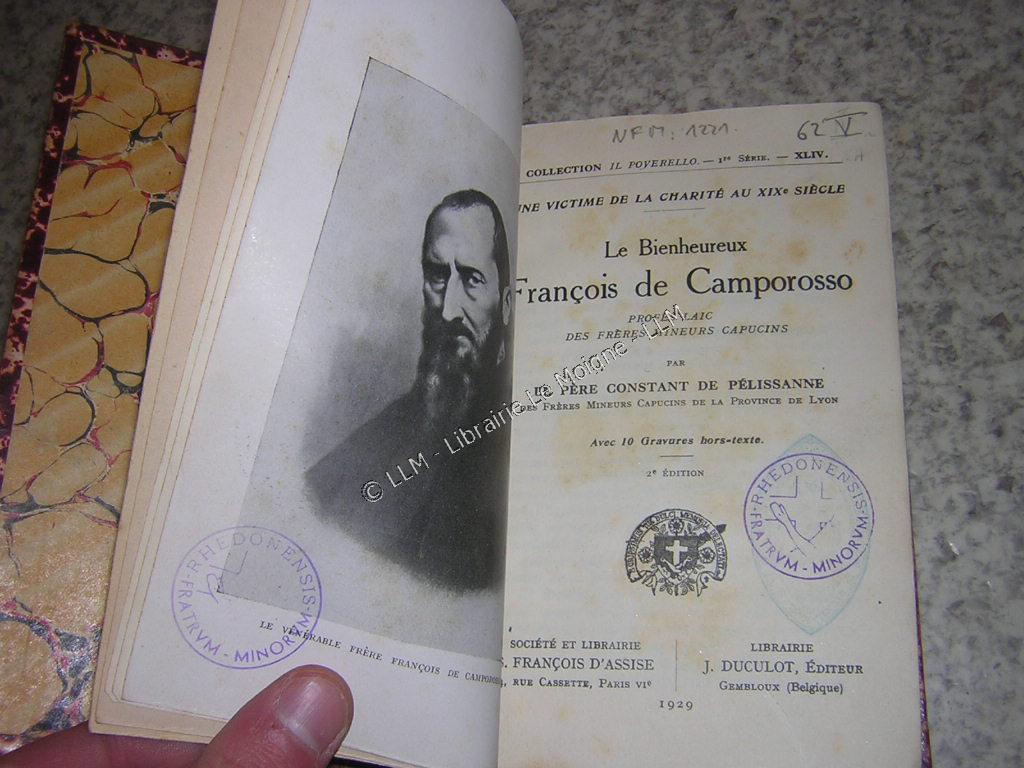 NFM: 1221.
62 V
COLLECTION IL POVERELLO. — 1re SÉRIE. — XLIV.
UNE VICTIME DE LA CHARITÉ AU XIXe SIÈCLE
Le Bienheureux
François de Camporosso
PROFÈS LAIC
DES FRÈRES MINEURS CAPUCINS
PAR
LE PÈRE CONSTANT DE PÉLISSANNE
DES FRÈRES MINEURS CAPUCINS DE LA PROVINCE DE LYON
Avec 10 Gravures hors-texte.
2e ÉDITION
RHEDONENSIS
FRATRVM - MINORVM
SOCIÉTÉ ET LIBRAIRIE
S. FRANÇOIS D'ASSISE
RUE CASSETTE, PARIS VIe
LIBRAIRIE
J. DUCULOT, ÉDITEUR
GEMBLOUX (Belgique)
1929
RHEDONENSIS
FRATRVM - MINORVM
LE VÉNÉRABLE FRÈRE FRANÇOIS DE CAMPOROSSO
© LLM - Librairie Le Moigne - LLM